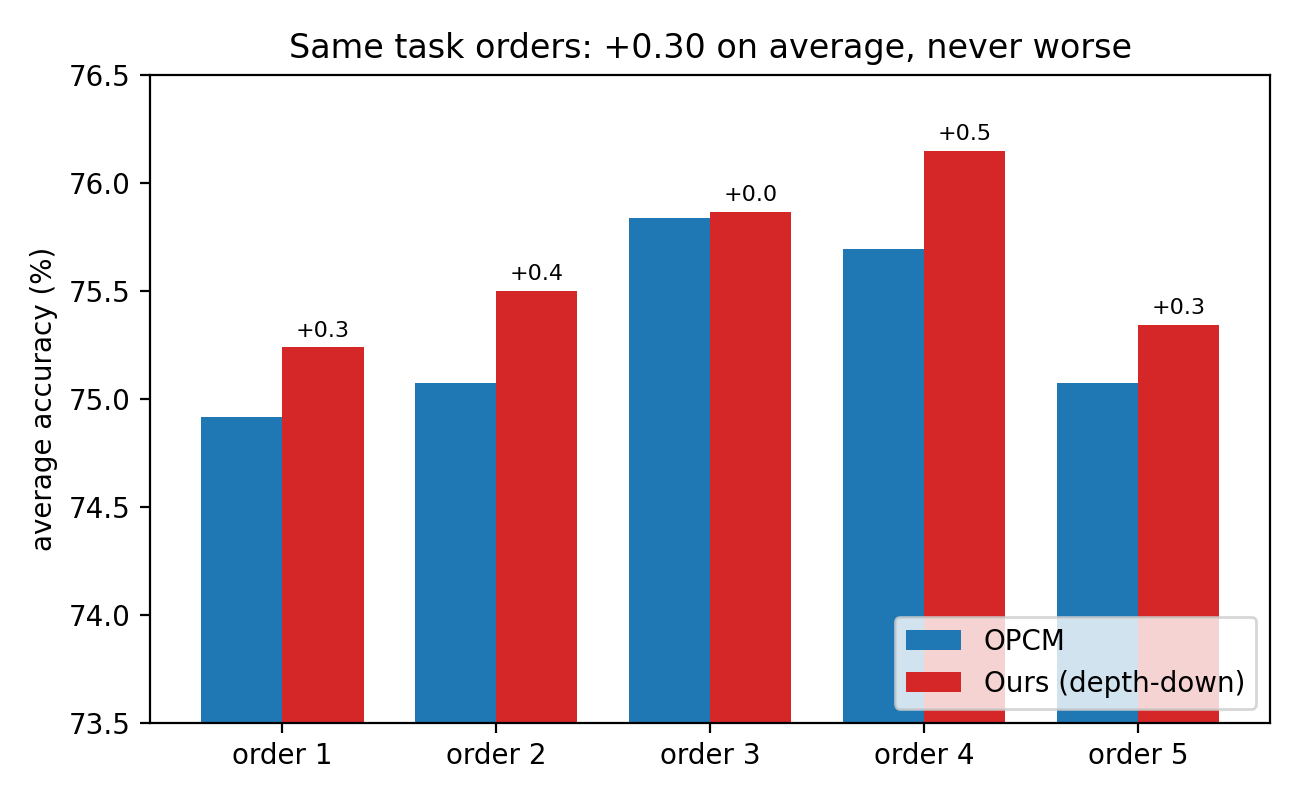 Same task orders: +0.30 on average, never worse
average accuracy (%)
76.5
76.0
75.5
75.0
74.5
74.0
73.5
+0.3
+0.4
+0.0
+0.5
+0.3
OPCM
Ours (depth-down)
order 1
order 2
order 3
order 4
order 5